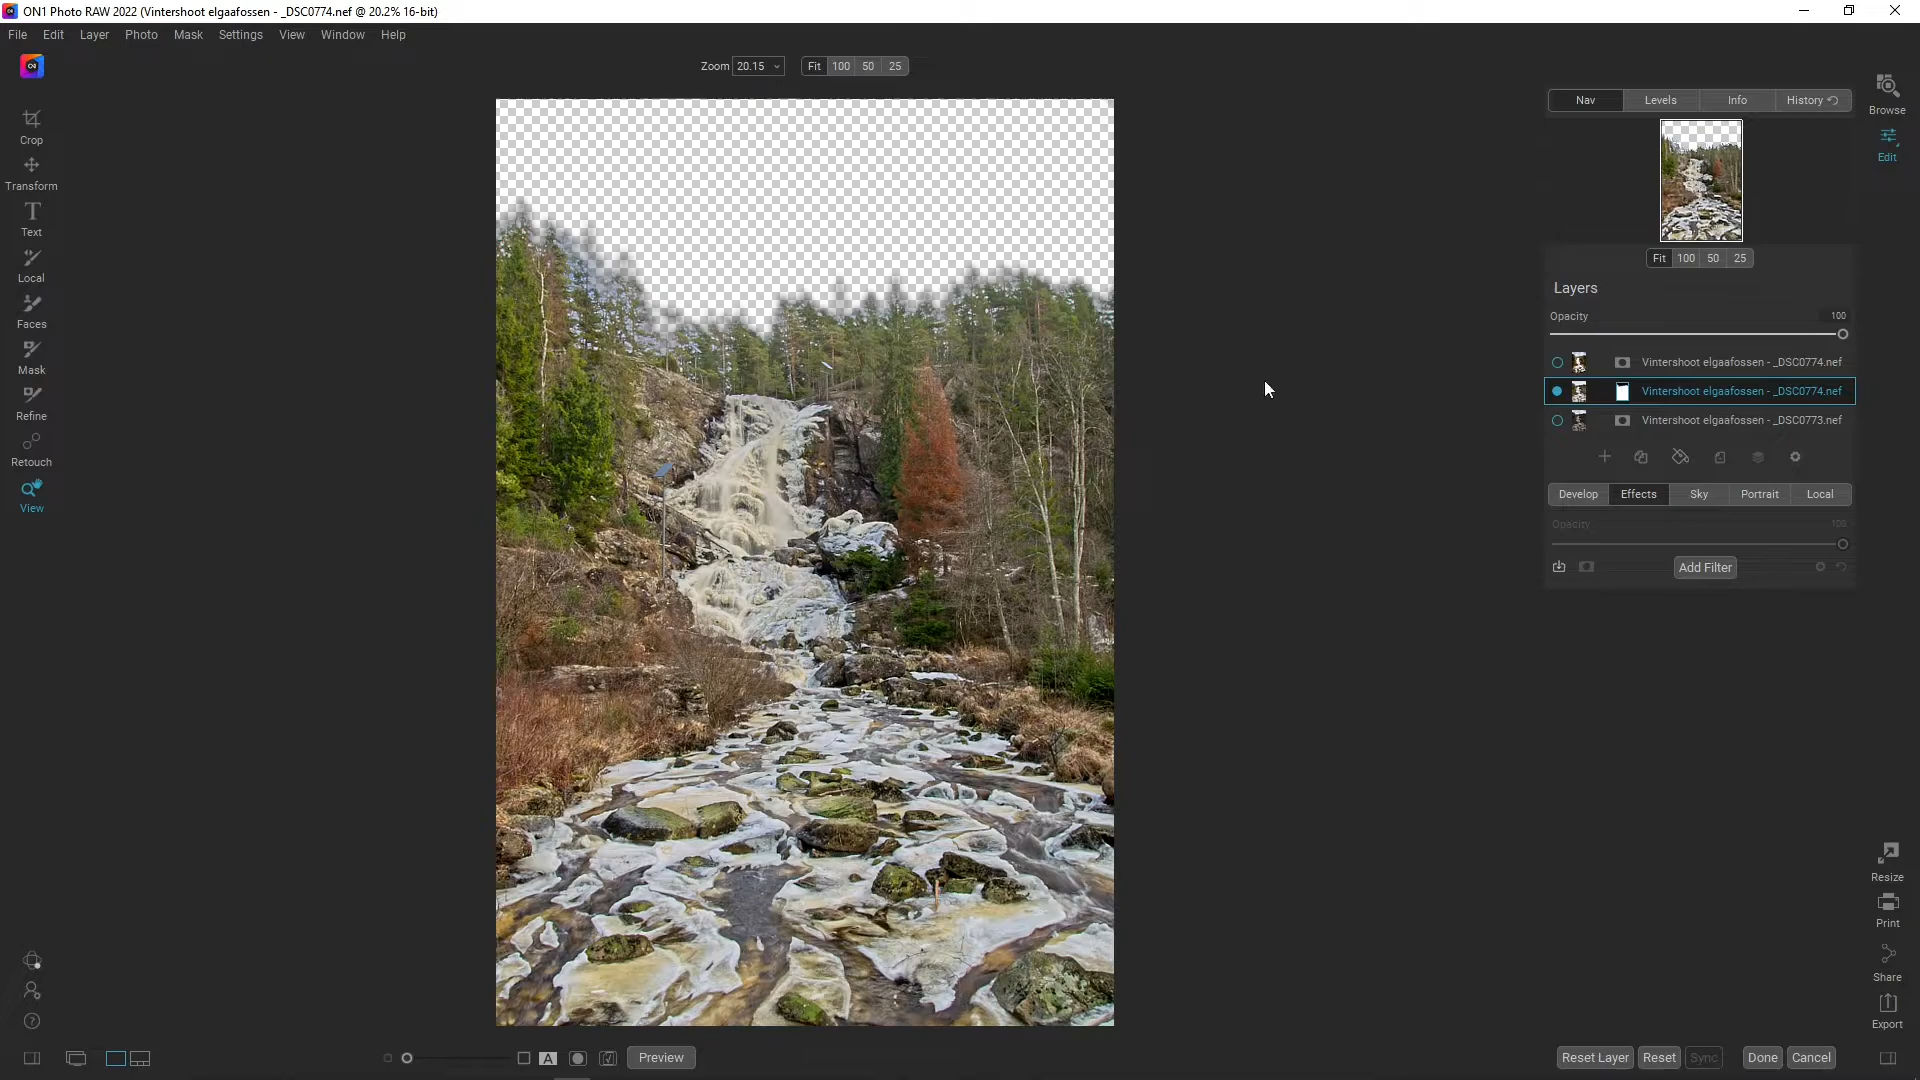 ON1 Photo RAW 2022 (Vintershoot elgaafossen - _DSC0774.nef @ 20.2% 16-bit)
File Edit Layer Photo Mask Settings View Window Help
Zoom 20.15 Fit 100 50 25
Crop
Transform
Text
Local
Faces
Mask
Refine
Retouch
View
Nav Levels Info History
Fit 100 50 25
Layers
Opacity 100
Vintershoot elgaafossen - _DSC0774.nef
Vintershoot elgaafossen - _DSC0774.nef
Vintershoot elgaafossen - _DSC0773.nef
Develop Effects Sky Portrait Local
Opacity 100
Add Filter
Browse
Edit
Resize
Print
Share
Export
A Preview
Reset Layer Reset Sync Done Cancel